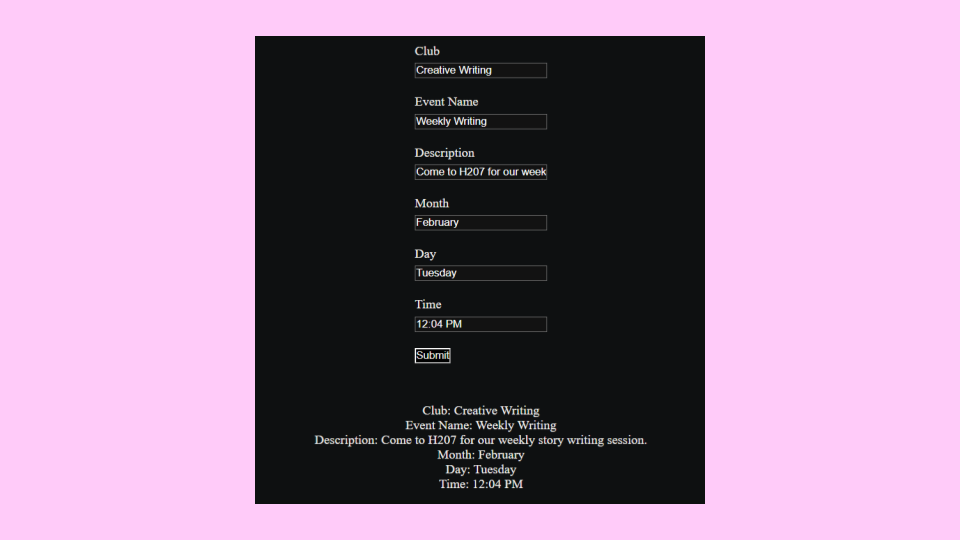 Club
Creative Writing
Event Name
Weekly Writing
Description
Come to H207 for our week
Month
February
Day
Tuesday
Time
12:04 PM
Submit
Club: Creative Writing
Event Name: Weekly Writing
Description: Come to H207 for our weekly story writing session.
Month: February
Day: Tuesday
Time: 12:04 PM